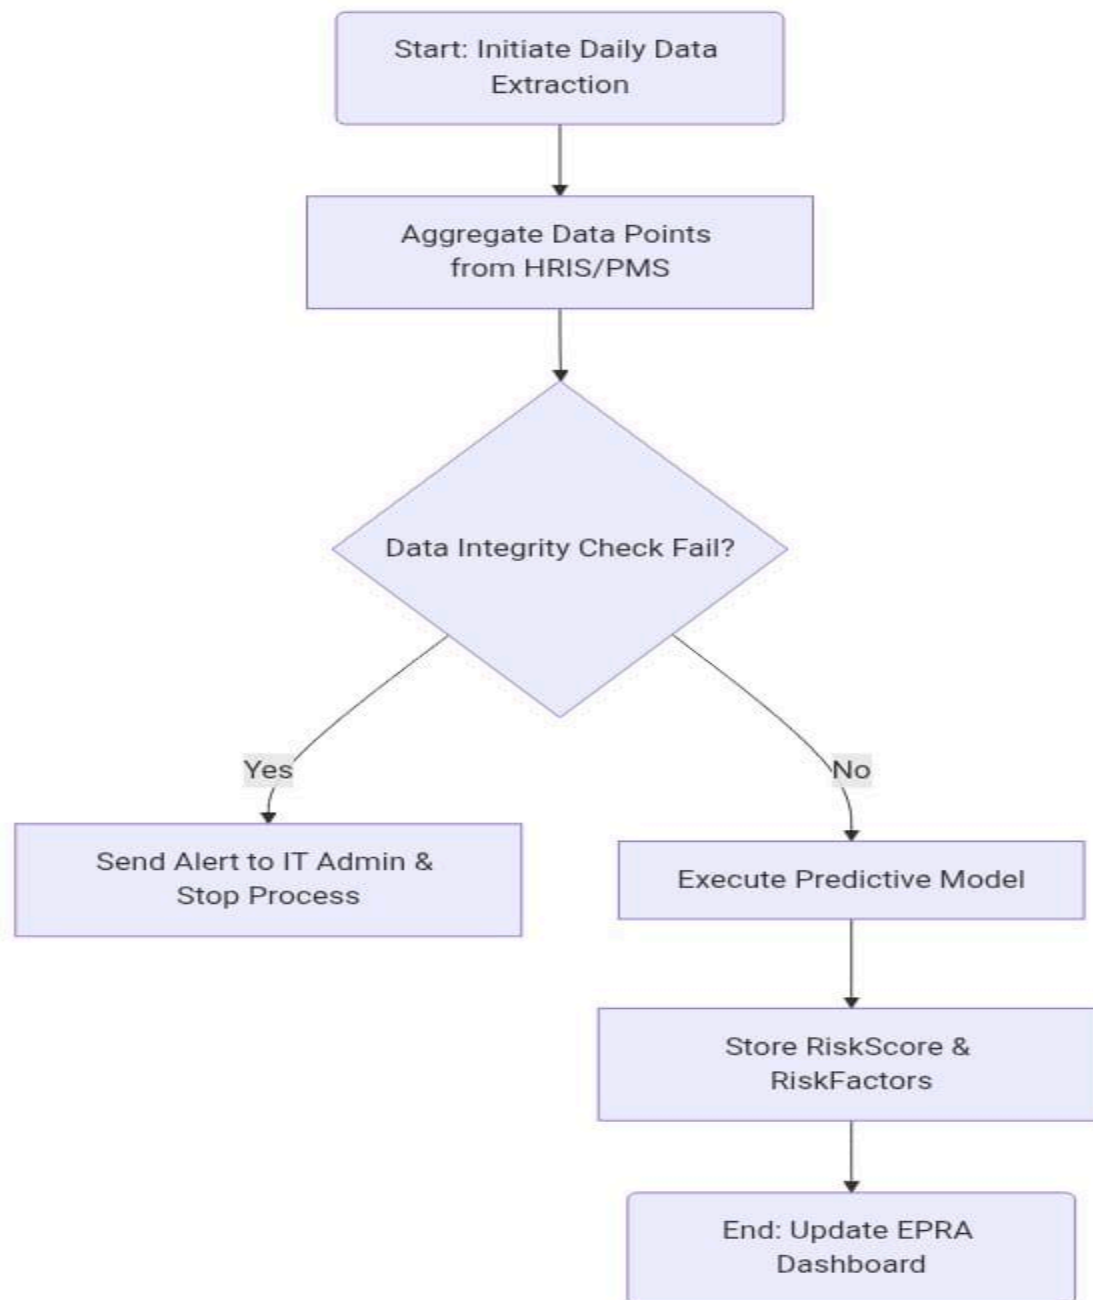 Start: Initiate Daily Data
Extraction
Aggregate Data Points
from HRIS/PMS
Data Integrity Check Fail?
Yes
No
Send Alert to IT Admin &
Stop Process
Execute Predictive Model
Store RiskScore &
RiskFactors
End: Update EPRA
Dashboard